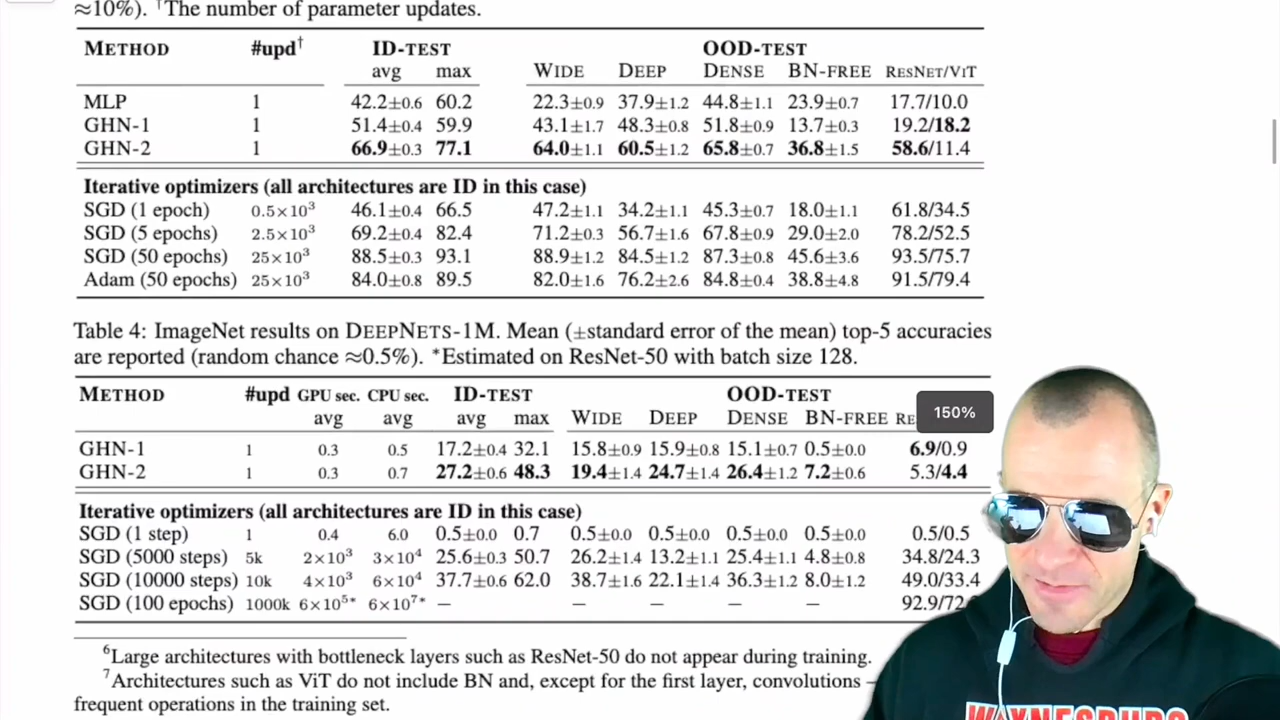 ≈10%). †The number of parameter updates.
METHOD #upd† ID-TEST OOD-TEST
avg max WIDE DEEP DENSE BN-FREE RESNET/VIT
MLP 1 42.2±0.6 60.2 22.3±0.9 37.9±1.2 44.8±1.1 23.9±0.7 17.7/10.0
GHN-1 1 51.4±0.4 59.9 43.1±1.7 48.3±0.8 51.8±0.9 13.7±0.3 19.2/18.2
GHN-2 1 66.9±0.3 77.1 64.0±1.1 60.5±1.2 65.8±0.7 36.8±1.5 58.6/11.4
Iterative optimizers (all architectures are ID in this case)
SGD (1 epoch) 0.5×10³ 46.1±0.4 66.5 47.2±1.1 34.2±1.1 45.3±0.7 18.0±1.1 61.8/34.5
SGD (5 epochs) 2.5×10³ 69.2±0.4 82.4 71.2±0.3 56.7±1.6 67.8±0.9 29.0±2.0 78.2/52.5
SGD (50 epochs) 25×10³ 88.5±0.3 93.1 88.9±1.2 84.5±1.2 87.3±0.8 45.6±3.6 93.5/75.7
Adam (50 epochs) 25×10³ 84.0±0.8 89.5 82.0±1.6 76.2±2.6 84.8±0.4 38.8±4.8 91.5/79.4
Table 4: ImageNet results on DEEPNETS-1M. Mean (±standard error of the mean) top-5 accuracies
are reported (random chance ≈0.5%). *Estimated on ResNet-50 with batch size 128.
METHOD #upd GPU sec. CPU sec. ID-TEST OOD-TEST
avg avg avg max WIDE DEEP DENSE BN-FREE RE
150%
GHN-1 1 0.3 0.5 17.2±0.4 32.1 15.8±0.9 15.9±0.8 15.1±0.7 0.5±0.0 6.9/0.9
GHN-2 1 0.3 0.7 27.2±0.6 48.3 19.4±1.4 24.7±1.4 26.4±1.2 7.2±0.6 5.3/4.4
Iterative optimizers (all architectures are ID in this case)
SGD (1 step) 1 0.4 6.0 0.5±0.0 0.7 0.5±0.0 0.5±0.0 0.5±0.0 0.5±0.0 0.5/0.5
SGD (5000 steps) 5k 2×10³ 3×10⁴ 25.6±0.3 50.7 26.2±1.4 13.2±1.1 25.4±1.1 4.8±0.8 34.8/24.3
SGD (10000 steps) 10k 4×10³ 6×10⁴ 37.7±0.6 62.0 38.7±1.6 22.1±1.4 36.3±1.2 8.0±1.2 49.0/33.4
SGD (100 epochs) 1000k 6×10⁵* 6×10⁷* – – – – – – 92.9/72.
⁶Large architectures with bottleneck layers such as ResNet-50 do not appear during training.
⁷Architectures such as ViT do not include BN and, except for the first layer, convolutions –
frequent operations in the training set.
WAYNESBURG